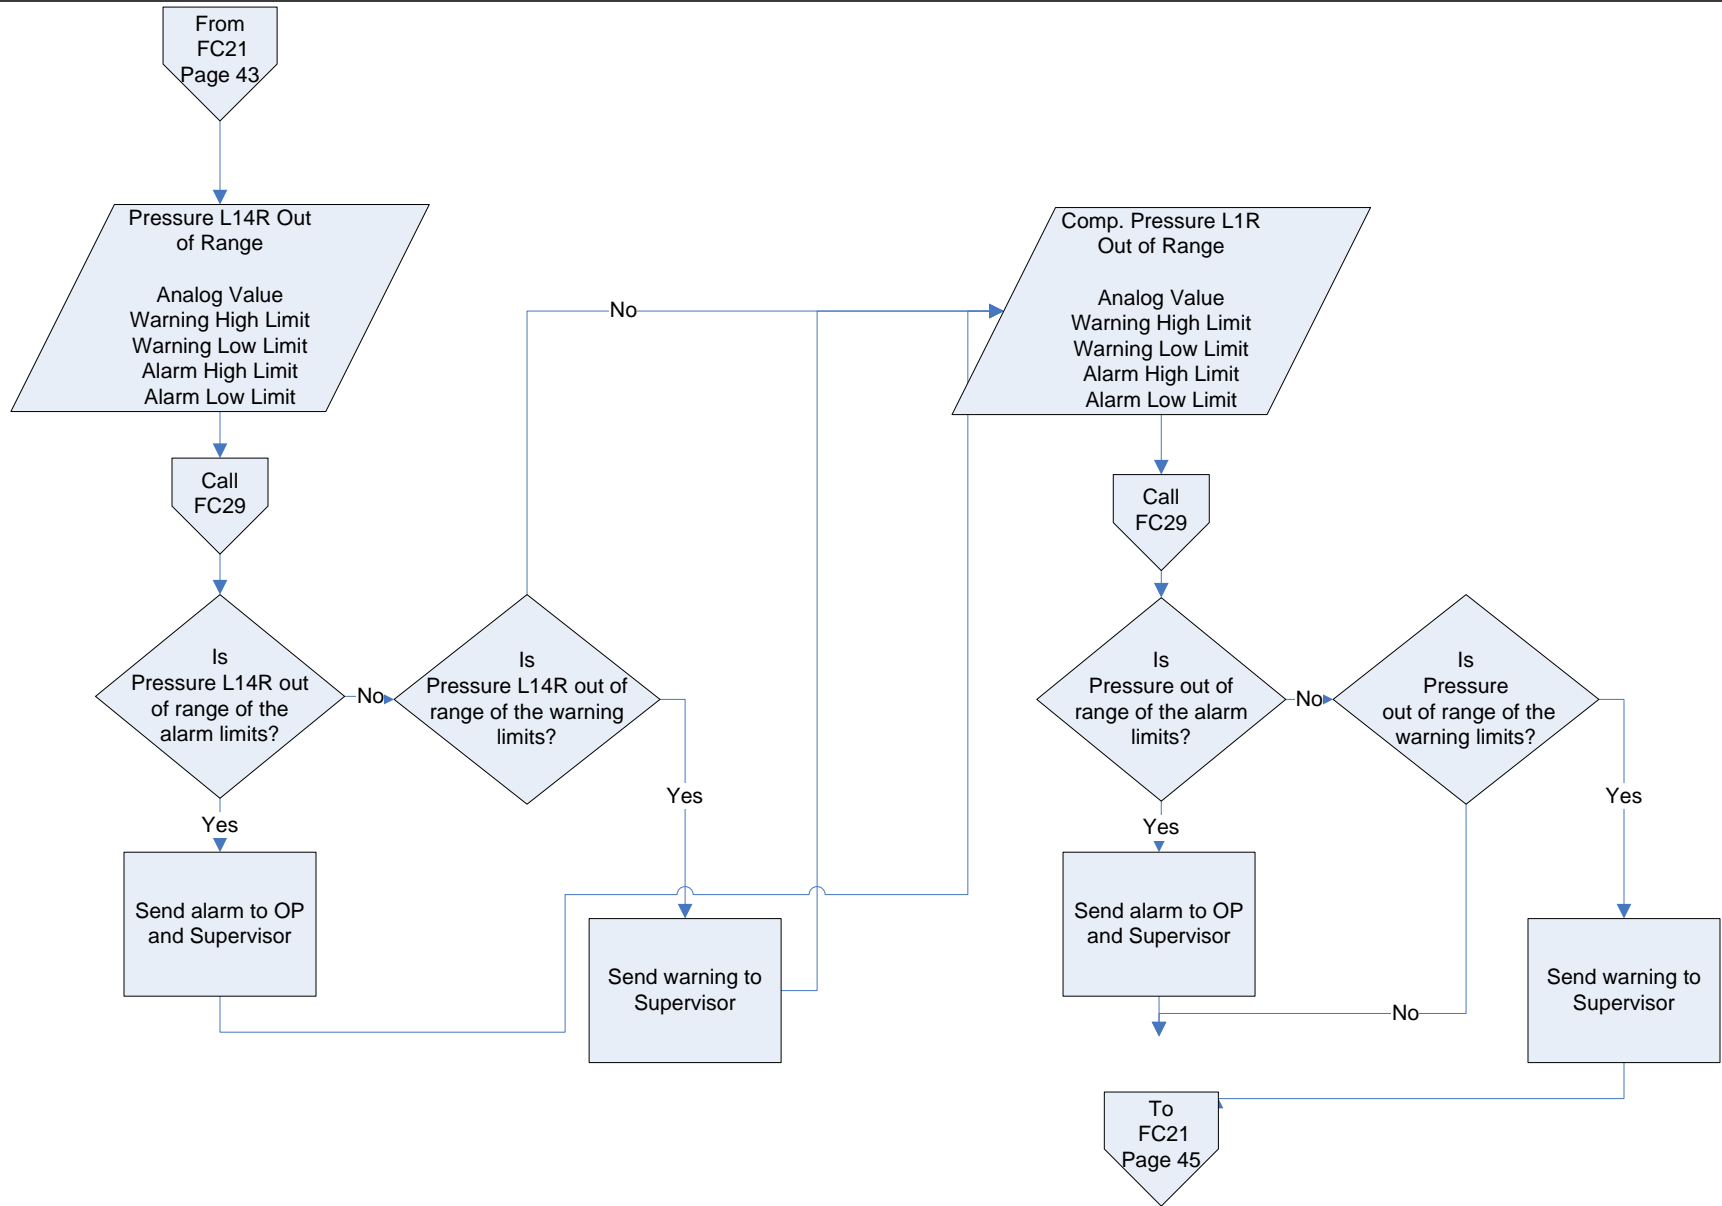 From
FC21
Page 43
Pressure L14R Out
of Range
Analog Value
Warning High Limit
Warning Low Limit
Alarm High Limit
Alarm Low Limit
Call
FC29
Is
Pressure L14R out
of range of the
alarm limits?
No
Is
Pressure L14R out of
range of the warning
limits?
No
Yes
Send alarm to OP
and Supervisor
Yes
Send warning to
Supervisor
Comp. Pressure L1R
Out of Range
Analog Value
Warning High Limit
Warning Low Limit
Alarm High Limit
Alarm Low Limit
Call
FC29
Is
Pressure out of
range of the alarm
limits?
No
Is
Pressure
out of range of the
warning limits?
Yes
Send alarm to OP
and Supervisor
No
Yes
Send warning to
Supervisor
To
FC21
Page 45